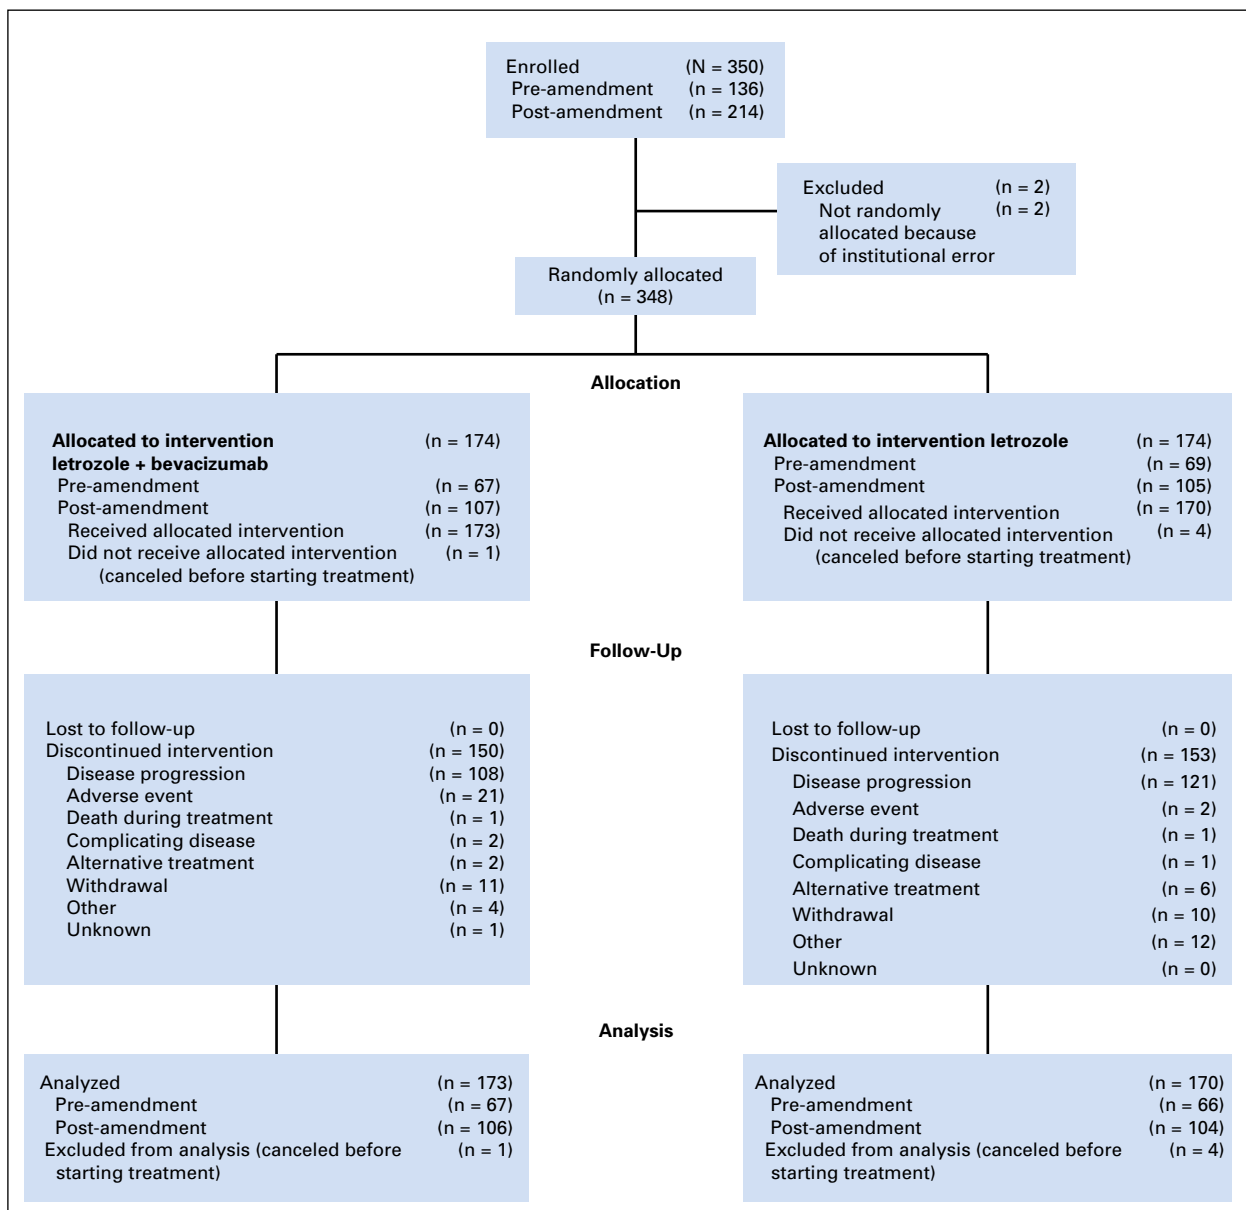 Enrolled (N = 350)
Pre-amendment (n = 136)
Post-amendment (n = 214)
Excluded (n = 2)
Not randomly (n = 2)
allocated because
of institutional error
Randomly allocated
(n = 348)
Allocation
Allocated to intervention (n = 174)
letrozole + bevacizumab
Pre-amendment (n = 67)
Post-amendment (n = 107)
Received allocated intervention (n = 173)
Did not receive allocated intervention (n = 1)
(canceled before starting treatment)
Allocated to intervention letrozole (n = 174)
Pre-amendment (n = 69)
Post-amendment (n = 105)
Received allocated intervention (n = 170)
Did not receive allocated intervention (n = 4)
(canceled before starting treatment)
Follow-Up
Lost to follow-up (n = 0)
Discontinued intervention (n = 150)
Disease progression (n = 108)
Adverse event (n = 21)
Death during treatment (n = 1)
Complicating disease (n = 2)
Alternative treatment (n = 2)
Withdrawal (n = 11)
Other (n = 4)
Unknown (n = 1)
Lost to follow-up (n = 0)
Discontinued intervention (n = 153)
Disease progression (n = 121)
Adverse event (n = 2)
Death during treatment (n = 1)
Complicating disease (n = 1)
Alternative treatment (n = 6)
Withdrawal (n = 10)
Other (n = 12)
Unknown (n = 0)
Analysis
Analyzed (n = 173)
Pre-amendment (n = 67)
Post-amendment (n = 106)
Excluded from analysis (canceled before (n = 1)
starting treatment)
Analyzed (n = 170)
Pre-amendment (n = 66)
Post-amendment (n = 104)
Excluded from analysis (canceled before (n = 4)
starting treatment)